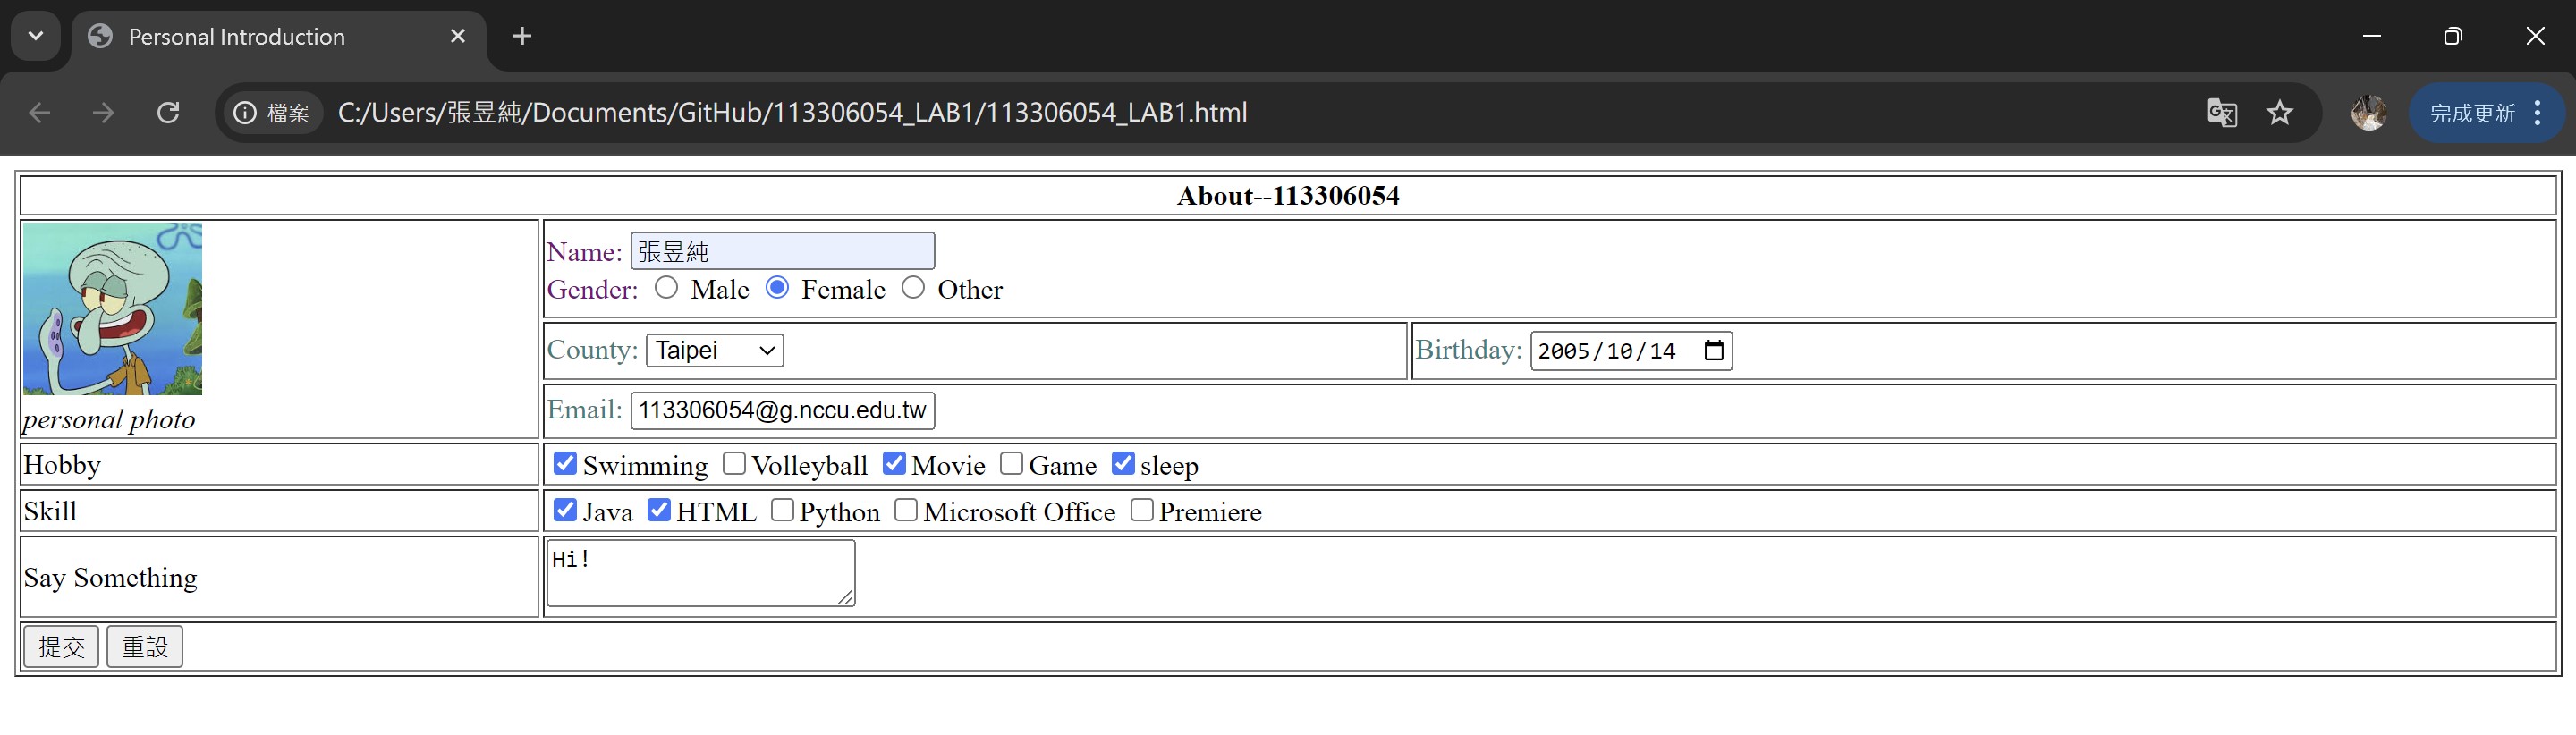 Personal Introduction
檔案 C:/Users/張昱純/Documents/GitHub/113306054_LAB1/113306054_LAB1.html 完成更新
About--113306054
Name: 張昱純
Gender: Male Female Other
County: Taipei Birthday: 2005/10/14
Email: 113306054@g.nccu.edu.tw
personal photo
Hobby Swimming Volleyball Movie Game sleep
Skill Java HTML Python Microsoft Office Premiere
Say Something Hi!
提交 重設